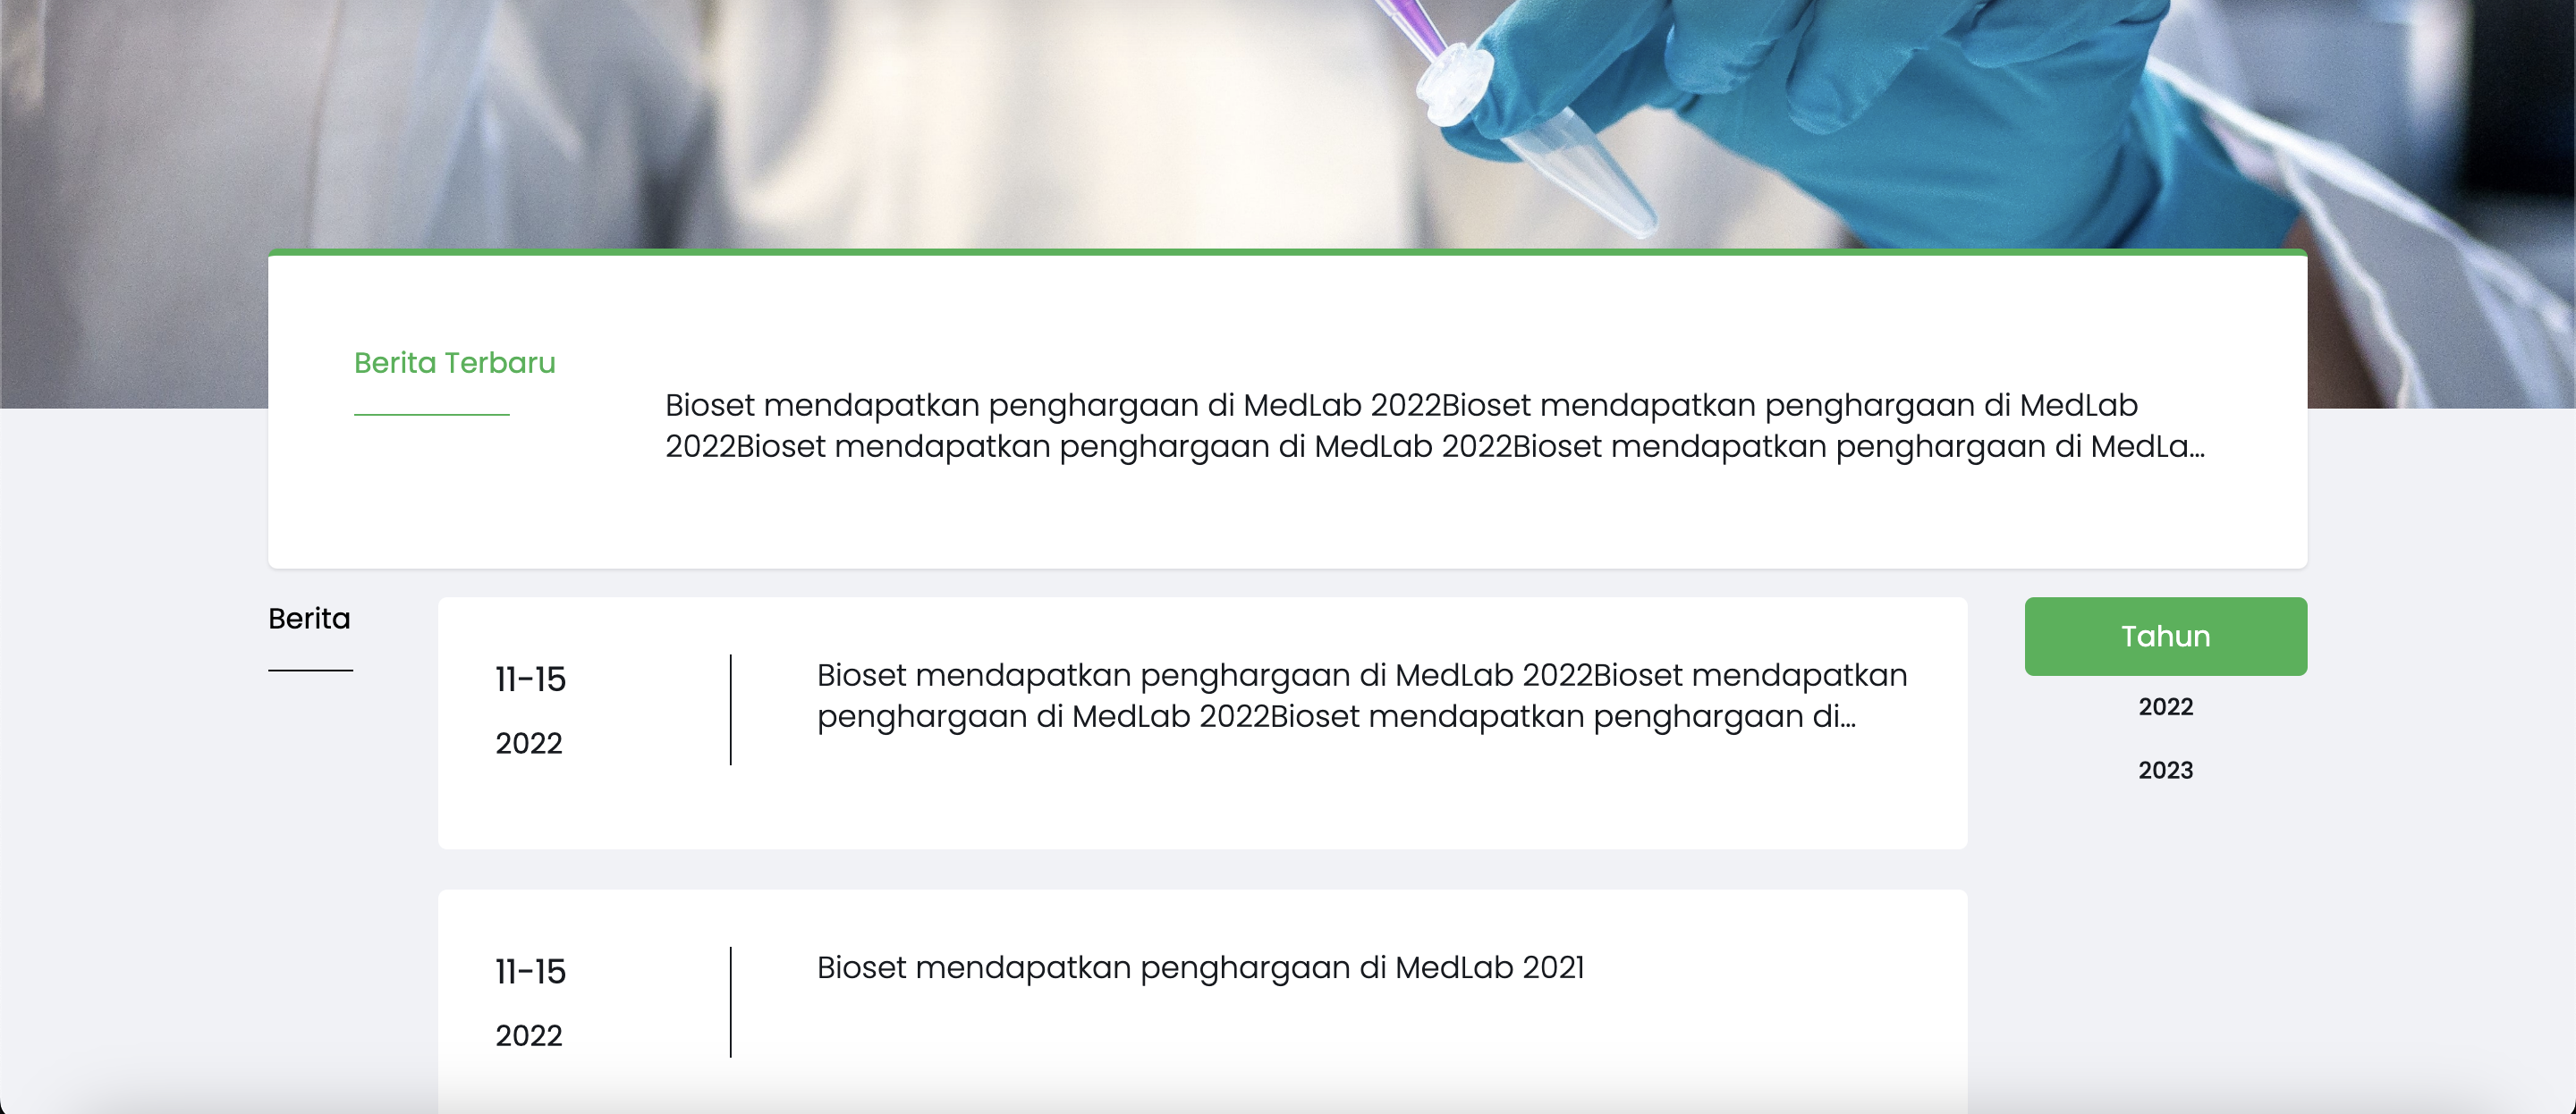 Berita Terbaru
Bioset mendapatkan penghargaan di MedLab 2022Bioset mendapatkan penghargaan di MedLab
2022Bioset mendapatkan penghargaan di MedLab 2022Bioset mendapatkan penghargaan di MedLa...
Berita
11-15
2022
Bioset mendapatkan penghargaan di MedLab 2022Bioset mendapatkan
penghargaan di MedLab 2022Bioset mendapatkan penghargaan di...
Tahun
2022
2023
11-15
2022
Bioset mendapatkan penghargaan di MedLab 2021